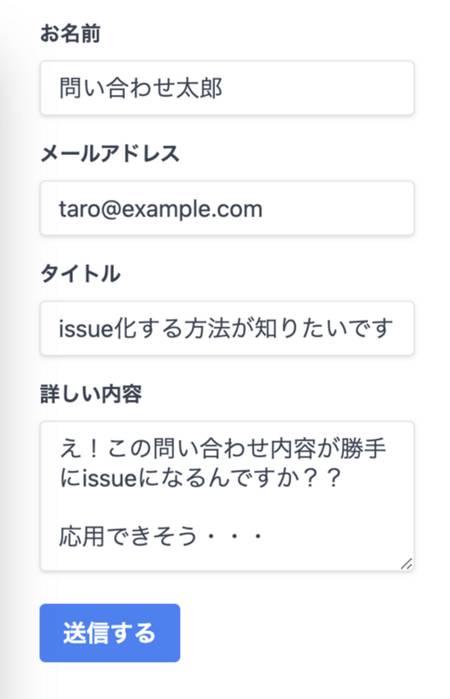 お名前
問い合わせ太郎
メールアドレス
taro@example.com
タイトル
issue化する方法が知りたいです
詳しい内容
え！この問い合わせ内容が勝手
にissueになるんですか？？
応用できそう・・・
送信する